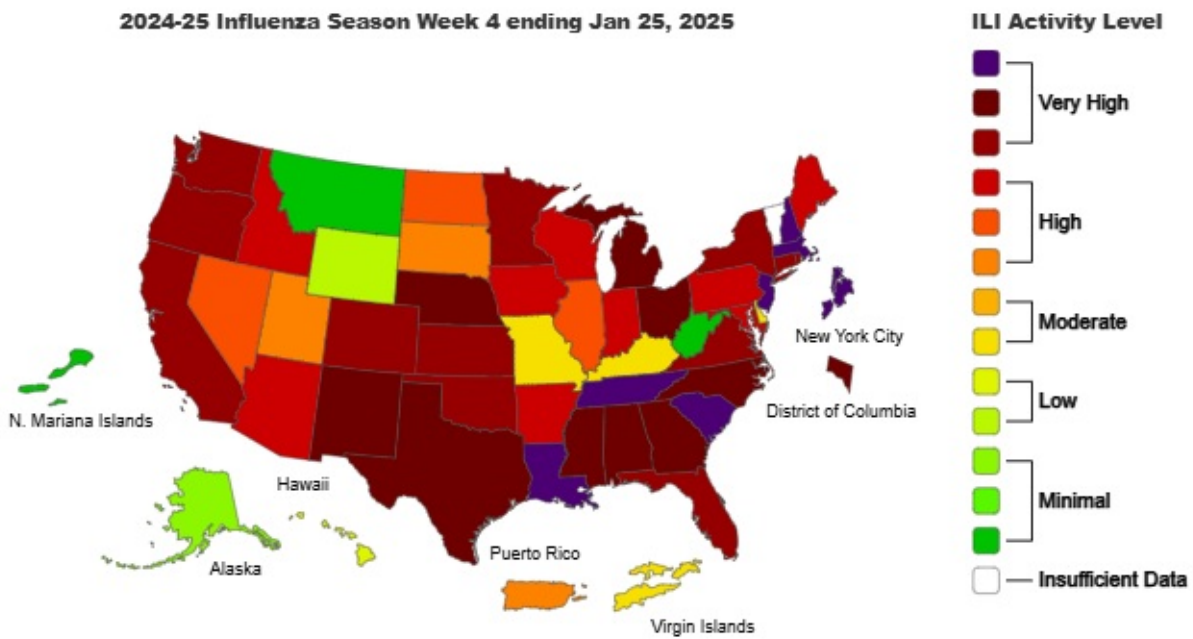 2024-25 Influenza Season Week 4 ending Jan 25, 2025
ILI Activity Level
Very High
High
Moderate
Low
Minimal
Insufficient Data
New York City
District of Columbia
N. Mariana Islands
Hawaii
Alaska
Puerto Rico
Virgin Islands